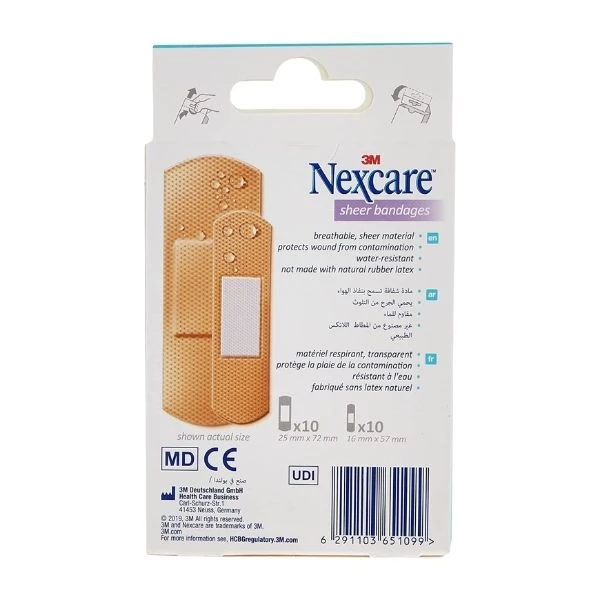 3M
Nexcare™
sheer bandages
breathable, sheer material •
protects wound from contamination •
water-resistant •
not made with natural rubber latex •
en
مادة شفافة تسمح بنفاذ الهواء •
يحمي الجرح من التلوث •
مقاوم للماء •
غير مصنوع من المطاط اللاتكس •
الطبيعي
ar
matériel respirant, transparent •
protège la plaie de la contamination •
résistant à l'eau •
fabriqué sans latex naturel •
fr
x10
25 mm x 72 mm
x10
16 mm x 57 mm
shown actual size
MD CE
صنع في بولندا /
UDI
3M Deutschland GmbH
Health Care Business
Carl-Schurz-Str.1
41453 Neuss, Germany
© 2019, 3M All rights reserved.
3M and Nexcare are trademarks of 3M.
3M.com
For more information see, HCBGregulatory.3M.com
6 291103 651099 >